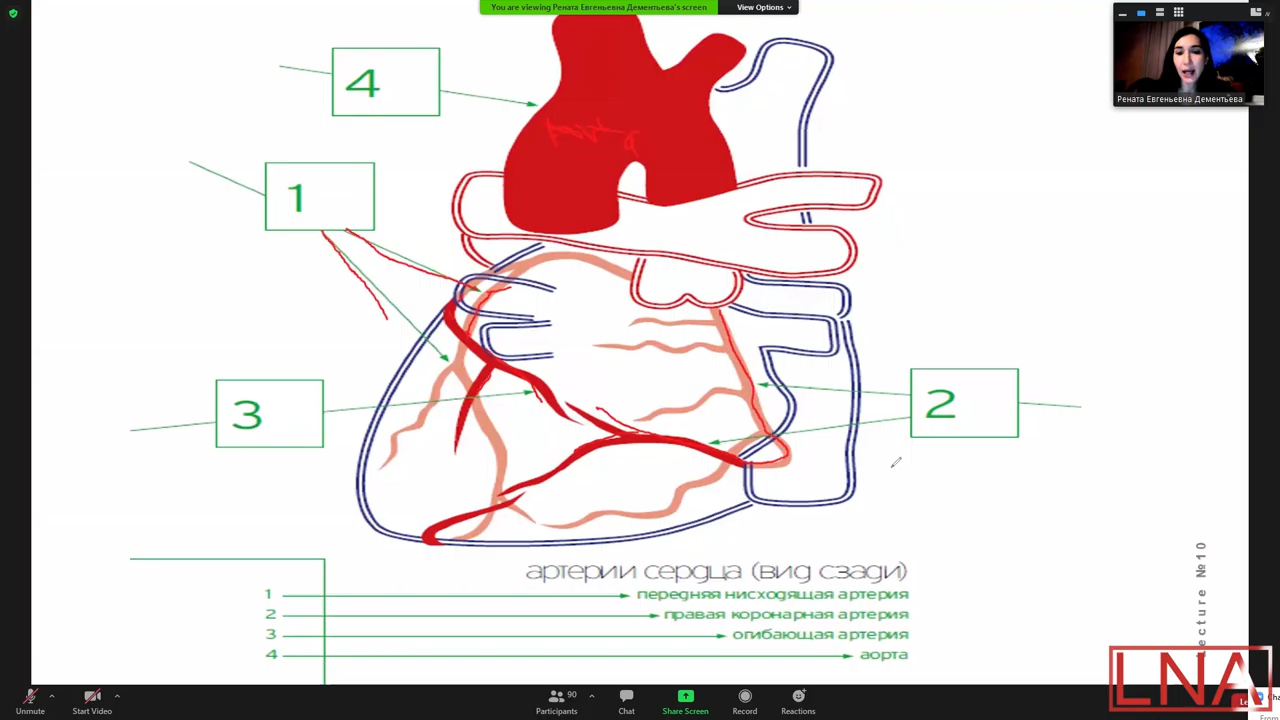 You are viewing Рената Евгеньевна Дементьева's screen
View Options
Рената Евгеньевна Дементьева
4
1
3
2
артерии сердца (вид сзади)
1 передняя нисходящая артерия
2 правая коронарная артерия
3 огибающая артерия
4 аорта
Lecture №10
LNA
Unmute
Start Video
90
Participants
Chat
Share Screen
Record
Reactions